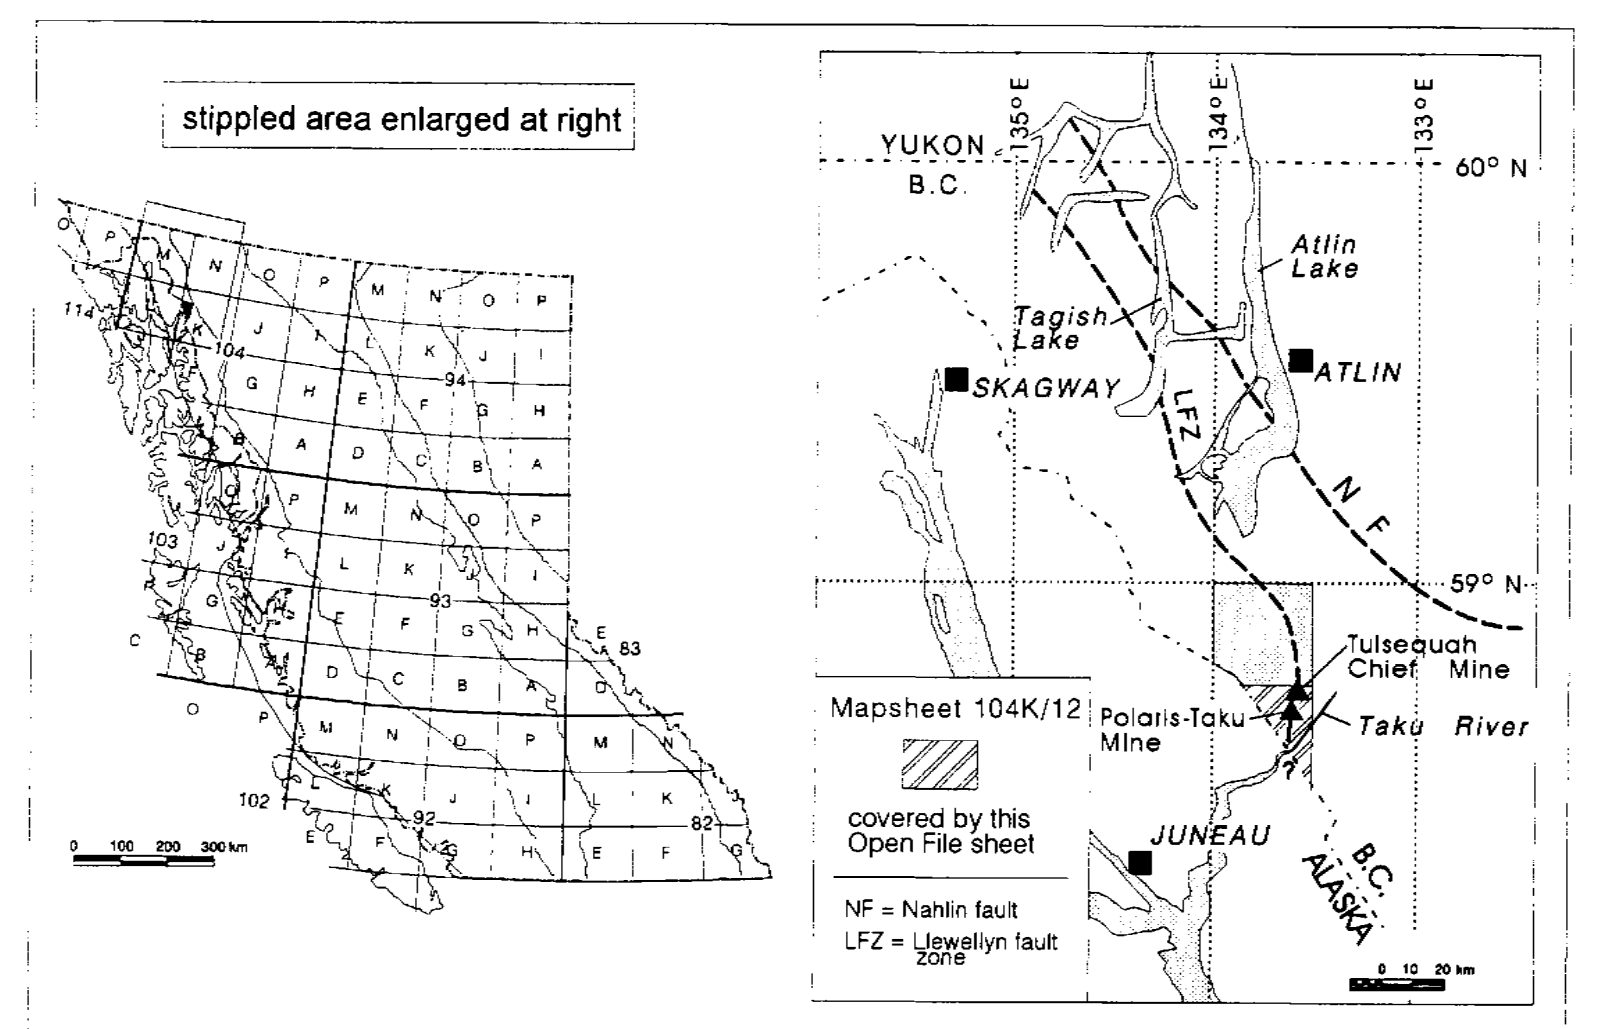 stippled area enlarged at right
O
P
M
N
O
P
M
N
O
P
114
K
J
I
L
K
J
I
104
94
G
H
E
F
G
H
B
A
D
C
B
A
O
P
M
N
O
P
103
J
L
K
J
I
93
G
H
E
F
G
H
E
83
C
B
A
D
C
B
A
D
O
P
M
N
O
P
M
N
L
K
J
I
L
K
102
92
82
E
F
G
H
E
F
G
0 100 200 300 km
135° E
134° E
133° E
YUKON
60° N
B.C.
Atlin
Lake
Tagish
Lake
SKAGWAY
ATLIN
LFZ
N F
59° N
Tulsequah
Chief Mine
Polaris-Taku
Mine
Taku River
?
Mapsheet 104K/12
covered by this
Open File sheet
JUNEAU
B.C.
ALASKA
NF = Nahlin fault
LFZ = Llewellyn fault
zone
0 10 20 km